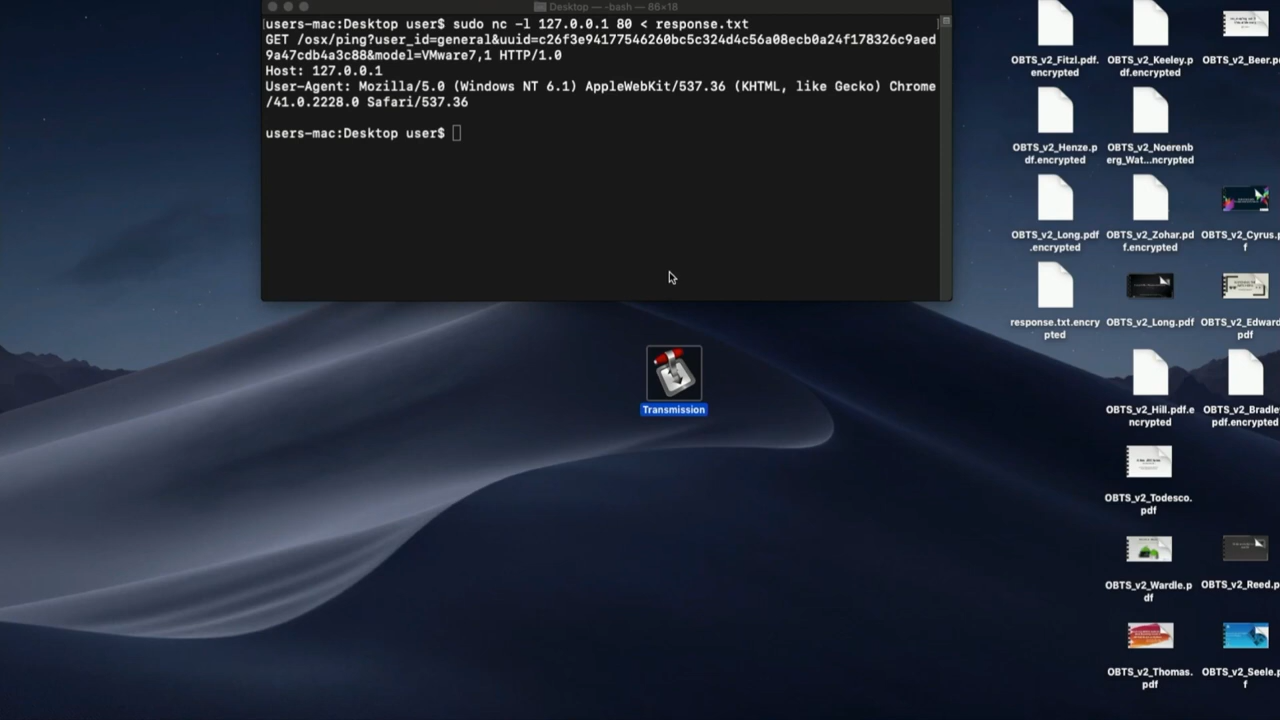 Desktop — -bash — 86×18
[users-mac:Desktop user$ sudo nc -l 127.0.0.1 80 < response.txt ]
GET /osx/ping?user_id=general&uuid=c26f3e94177546260bc5c324d4c56a08ecb0a24f178326c9aed
9a47cdb4a3c88&model=VMware7,1 HTTP/1.0
Host: 127.0.0.1
User-Agent: Mozilla/5.0 (Windows NT 6.1) AppleWebKit/537.36 (KHTML, like Gecko) Chrome
/41.0.2228.0 Safari/537.36
users-mac:Desktop user$
Transmission
OBTS_v2_Fitzl.pdf.
encrypted
OBTS_v2_Keeley.p
df.encrypted
OBTS_v2_Beer.p
OBTS_v2_Henze.p
df.encrypted
OBTS_v2_Noerenb
erg_Wat...ncrypted
OBTS_v2_Long.pdf
.encrypted
OBTS_v2_Zohar.pd
f.encrypted
OBTS_v2_Cyrus.p
f
response.txt.encry
pted
OBTS_v2_Long.pdf
OBTS_v2_Edward
pdf
OBTS_v2_Hill.pdf.e
ncrypted
OBTS_v2_Bradle
pdf.encrypted
OBTS_v2_Todesco.
pdf
OBTS_v2_Wardle.p
df
OBTS_v2_Reed.p
OBTS_v2_Thomas.
pdf
OBTS_v2_Seele.p
f